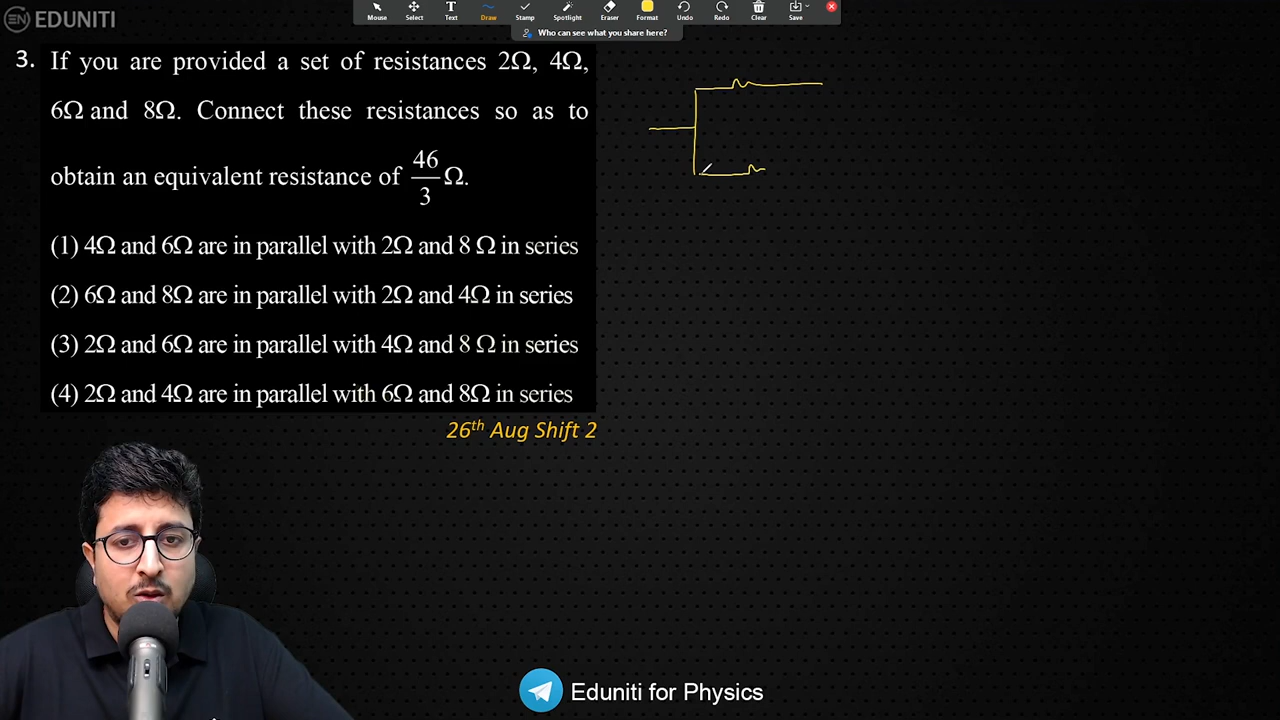 EDUNITI
Mouse Select Text Draw Stamp Spotlight Eraser Format Undo Redo Clear Save
Who can see what you share here?
3. If you are provided a set of resistances 2Ω, 4Ω,
6Ω and 8Ω. Connect these resistances so as to
obtain an equivalent resistance of 46/3 Ω.
(1) 4Ω and 6Ω are in parallel with 2Ω and 8 Ω in series
(2) 6Ω and 8Ω are in parallel with 2Ω and 4Ω in series
(3) 2Ω and 6Ω are in parallel with 4Ω and 8 Ω in series
(4) 2Ω and 4Ω are in parallel with 6Ω and 8Ω in series
26th Aug Shift 2
Eduniti for Physics